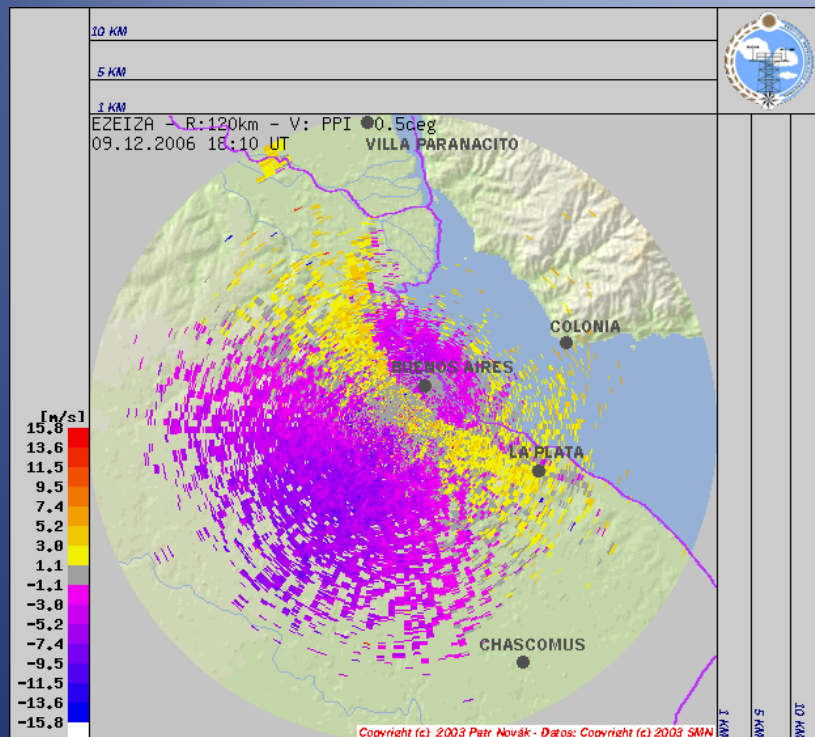 10 KM
5 KM
1 KM
EZEIZA - R:120km - V: PPI 0.5deg
09.12.2006 18:10 UT
VILLA PARANACITO
COLONIA
BUENOS AIRES
LA PLATA
CHASCOMUS
[m/s]
15.8
13.6
11.5
9.5
7.4
5.2
3.0
1.1
-1.1
-3.0
-5.2
-7.4
-9.5
-11.5
-13.6
-15.8
1 KM
5 KM
10 KM
Copyright (c) 2003 Petr Novák - Datos: Copyright (c) 2003 SMN